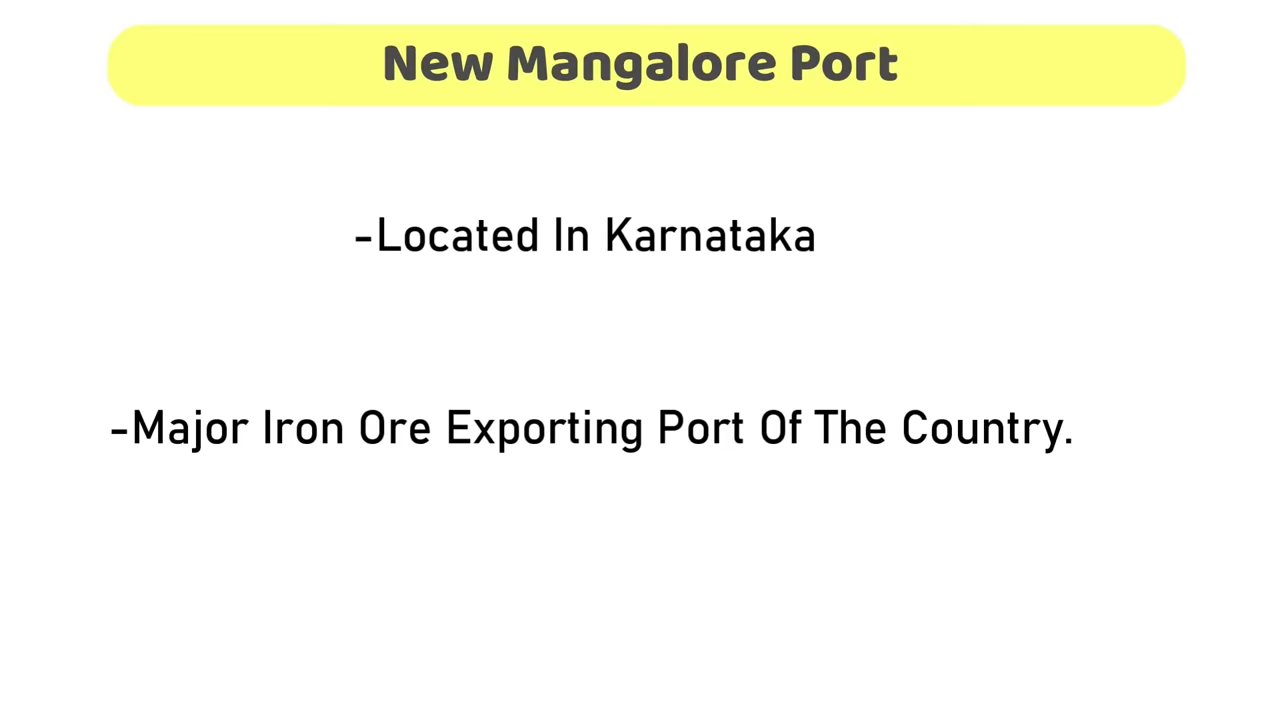 New Mangalore Port
-Located In Karnataka
-Major Iron Ore Exporting Port Of The Country.